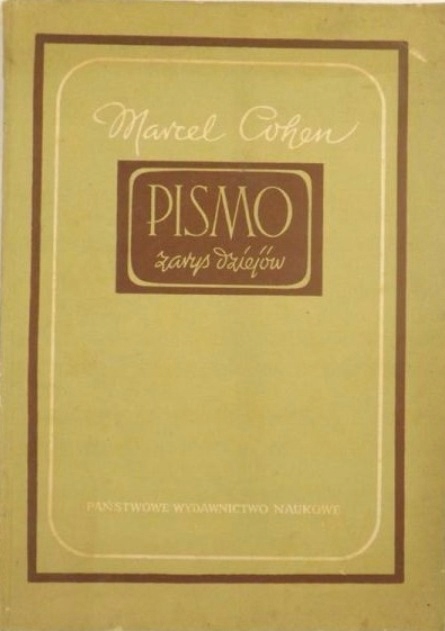 Marcel Cohen
PISMO
zarys dziejów
PAŃSTWOWE WYDAWNICTWO NAUKOWE